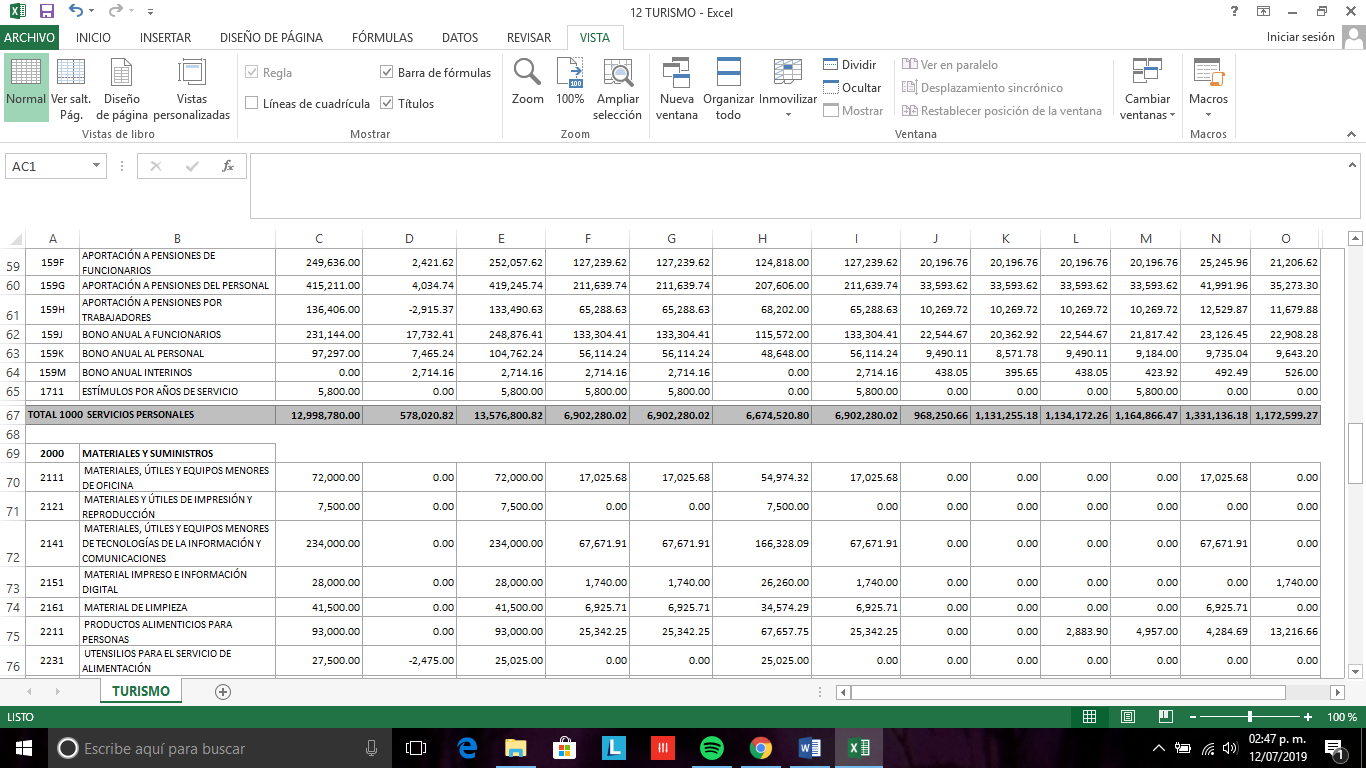 12 TURISMO - Excel
ARCHIVO INICIO INSERTAR DISEÑO DE PÁGINA FÓRMULAS DATOS REVISAR VISTA Iniciar sesión
Normal Ver salt. Pág. Diseño de página Vistas personalizadas
Regla Barra de fórmulas
Líneas de cuadrícula Títulos
Zoom 100% Ampliar selección
Nueva ventana Organizar todo Inmovilizar
Dividir Ver en paralelo
Ocultar Desplazamiento sincrónico
Mostrar Restablecer posición de la ventana
Cambiar ventanas Macros
Vistas de libro Mostrar Zoom Ventana Macros
AC1 fx
A B C D E F G H I J K L M N O
59 159F APORTACIÓN A PENSIONES DE FUNCIONARIOS 249,636.00 2,421.62 252,057.62 127,239.62 127,239.62 124,818.00 127,239.62 20,196.76 20,196.76 20,196.76 20,196.76 25,245.96 21,206.62
60 159G APORTACIÓN A PENSIONES DEL PERSONAL 415,211.00 4,034.74 419,245.74 211,639.74 211,639.74 207,606.00 211,639.74 33,593.62 33,593.62 33,593.62 33,593.62 41,991.96 35,273.30
61 159H APORTACIÓN A PENSIONES POR TRABAJADORES 136,406.00 -2,915.37 133,490.63 65,288.63 65,288.63 68,202.00 65,288.63 10,269.72 10,269.72 10,269.72 10,269.72 12,529.87 11,679.88
62 159J BONO ANUAL A FUNCIONARIOS 231,144.00 17,732.41 248,876.41 133,304.41 133,304.41 115,572.00 133,304.41 22,544.67 20,362.92 22,544.67 21,817.42 23,126.45 22,908.28
63 159K BONO ANUAL AL PERSONAL 97,297.00 7,465.24 104,762.24 56,114.24 56,114.24 48,648.00 56,114.24 9,490.11 8,571.78 9,490.11 9,184.00 9,735.04 9,643.20
64 159M BONO ANUAL INTERINOS 0.00 2,714.16 2,714.16 2,714.16 2,714.16 0.00 2,714.16 438.05 395.65 438.05 423.92 492.49 526.00
65 1711 ESTÍMULOS POR AÑOS DE SERVICIO 5,800.00 0.00 5,800.00 5,800.00 5,800.00 0.00 5,800.00 0.00 0.00 0.00 5,800.00 0.00 0.00
67 TOTAL 1000 SERVICIOS PERSONALES 12,998,780.00 578,020.82 13,576,800.82 6,902,280.02 6,902,280.02 6,674,520.80 6,902,280.02 968,250.66 1,131,255.18 1,134,172.26 1,164,866.47 1,331,136.18 1,172,599.27
68
69 2000 MATERIALES Y SUMINISTROS
70 2111 MATERIALES, ÚTILES Y EQUIPOS MENORES DE OFICINA 72,000.00 0.00 72,000.00 17,025.68 17,025.68 54,974.32 17,025.68 0.00 0.00 0.00 0.00 17,025.68 0.00
71 2121 MATERIALES Y ÚTILES DE IMPRESIÓN Y REPRODUCCIÓN 7,500.00 0.00 7,500.00 0.00 0.00 7,500.00 0.00 0.00 0.00 0.00 0.00 0.00 0.00
72 2141 MATERIALES, ÚTILES Y EQUIPOS MENORES DE TECNOLOGÍAS DE LA INFORMACIÓN Y COMUNICACIONES 234,000.00 0.00 234,000.00 67,671.91 67,671.91 166,328.09 67,671.91 0.00 0.00 0.00 0.00 67,671.91 0.00
73 2151 MATERIAL IMPRESO E INFORMACIÓN DIGITAL 28,000.00 0.00 28,000.00 1,740.00 1,740.00 26,260.00 1,740.00 0.00 0.00 0.00 0.00 0.00 1,740.00
74 2161 MATERIAL DE LIMPIEZA 41,500.00 0.00 41,500.00 6,925.71 6,925.71 34,574.29 6,925.71 0.00 0.00 0.00 0.00 6,925.71 0.00
75 2211 PRODUCTOS ALIMENTICIOS PARA PERSONAS 93,000.00 0.00 93,000.00 25,342.25 25,342.25 67,657.75 25,342.25 0.00 0.00 2,883.90 4,957.00 4,284.69 13,216.66
76 2231 UTENSILIOS PARA EL SERVICIO DE ALIMENTACIÓN 27,500.00 -2,475.00 25,025.00 0.00 0.00 25,025.00 0.00 0.00 0.00 0.00 0.00 0.00 0.00
TURISMO
LISTO 100 %
Escribe aquí para buscar
02:47 p. m.
12/07/2019
1